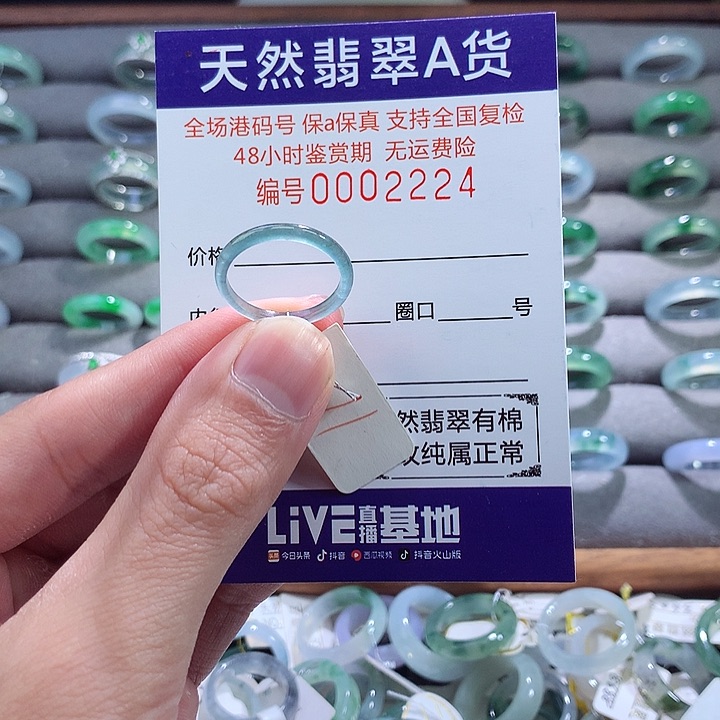 天然翡翠A货
全场港码号 保a保真 支持全国复检
48小时鉴赏期 无运费险
编号0002224
价格
圈口 号
然翡翠有棉
纹纯属正常
LiVE直播基地
今日头条 抖音 西瓜视频 抖音火山版